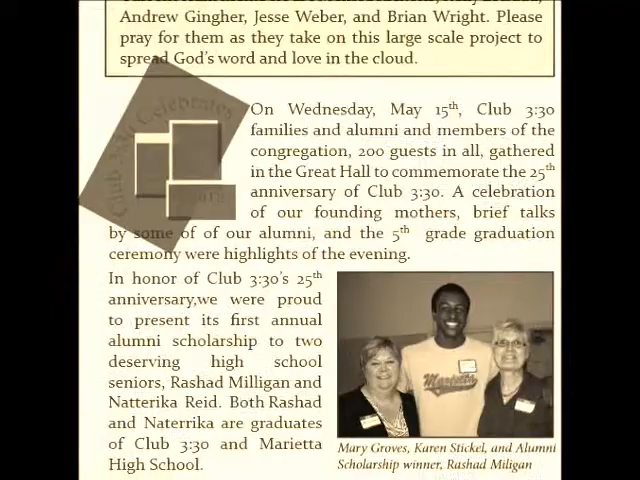 Andrew Gingher, Jesse Weber, and Brian Wright. Please
pray for them as they take on this large scale project to
spread God's word and love in the cloud.
Club 3:30 Celebrates
On Wednesday, May 15th, Club 3:30
families and alumni and members of the
congregation, 200 guests in all, gathered
in the Great Hall to commemorate the 25th
anniversary of Club 3:30. A celebration
of our founding mothers, brief talks
by some of of our alumni, and the 5th grade graduation
ceremony were highlights of the evening.
In honor of Club 3:30's 25th
anniversary,we were proud
to present its first annual
alumni scholarship to two
deserving high school
seniors, Rashad Milligan and
Natterika Reid. Both Rashad
and Naterrika are graduates
of Club 3:30 and Marietta
High School.
Marietta
Mary Groves, Karen Stickel, and Alumni
Scholarship winner, Rashad Miligan